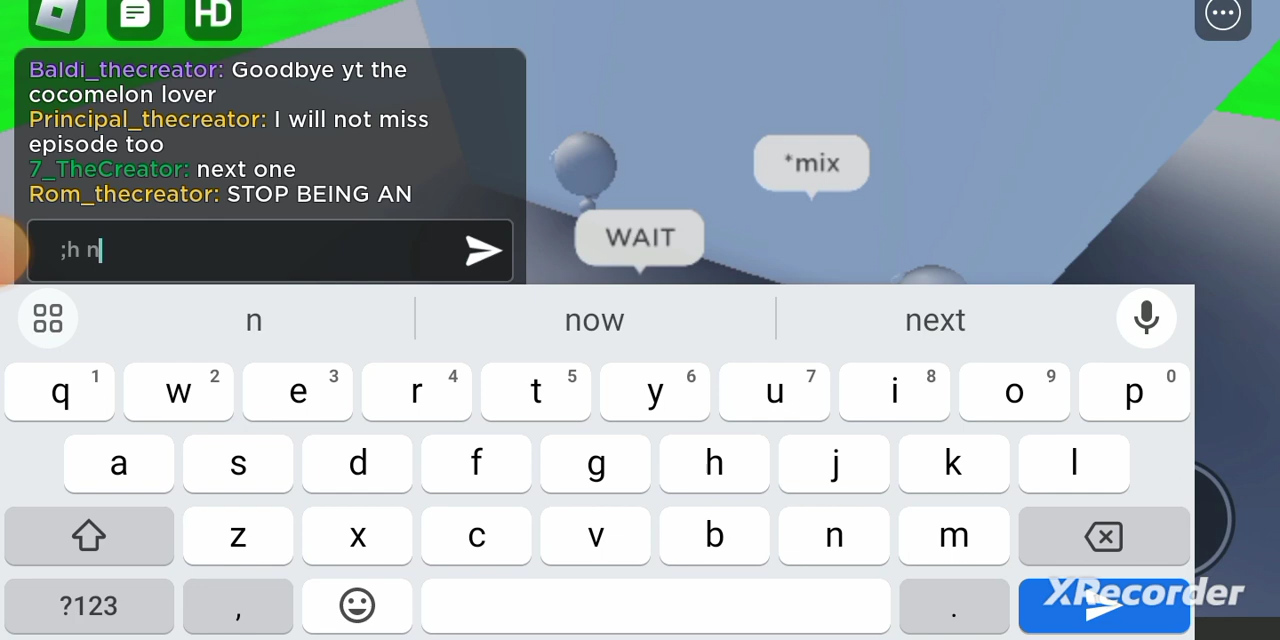 HD
Baldi_thecreator: Goodbye yt the
cocomelon lover
Principal_thecreator: I will not miss
episode too
7_TheCreator: next one
Rom_thecreator: STOP BEING AN
*mix
WAIT
;h n
n now next
q 1 w 2 e 3 r 4 t 5 y 6 u 7 i 8 o 9 p 0
a s d f g h j k l
z x c v b n m
?123 , .
XRecorder